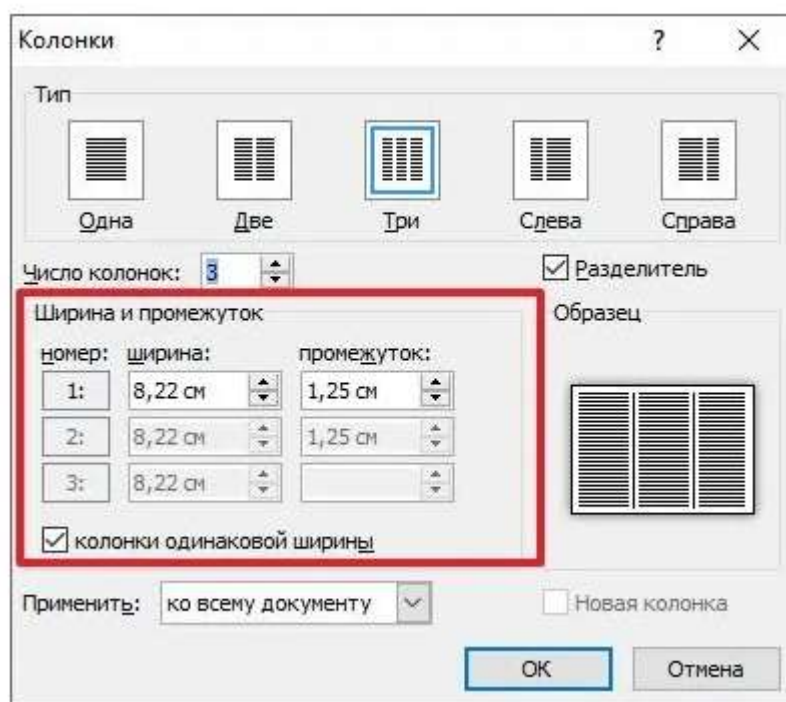 Колонки ?
Тип
Одна Две Три Слева Справа
Число колонок: 3 Разделитель
Ширина и промежуток Образец
номер: ширина: промежуток:
1: 8,22 см 1,25 см
2: 8,22 см 1,25 см
3: 8,22 см
колонки одинаковой ширины
Применить: ко всему документу Новая колонка
ОК Отмена